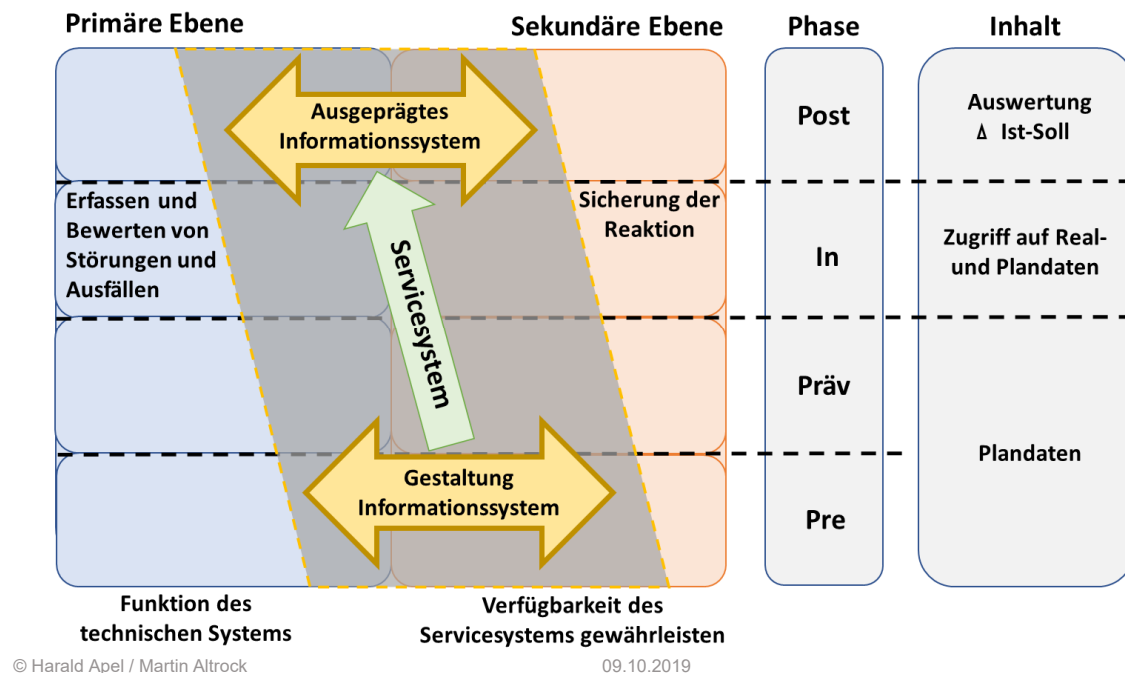 Primäre Ebene
Sekundäre Ebene
Phase
Inhalt
Ausgeprägtes
Informationssystem
Post
Auswertung
Δ Ist-Soll
Erfassen und
Bewerten von
Störungen und
Ausfällen
Sicherung der
Reaktion
In
Zugriff auf Real-
und Plandaten
Servicesystem
Präv
Plandaten
Gestaltung
Informationssystem
Pre
Funktion des
technischen Systems
Verfügbarkeit des
Servicesystems gewährleisten
© Harald Apel / Martin Altrock
09.10.2019